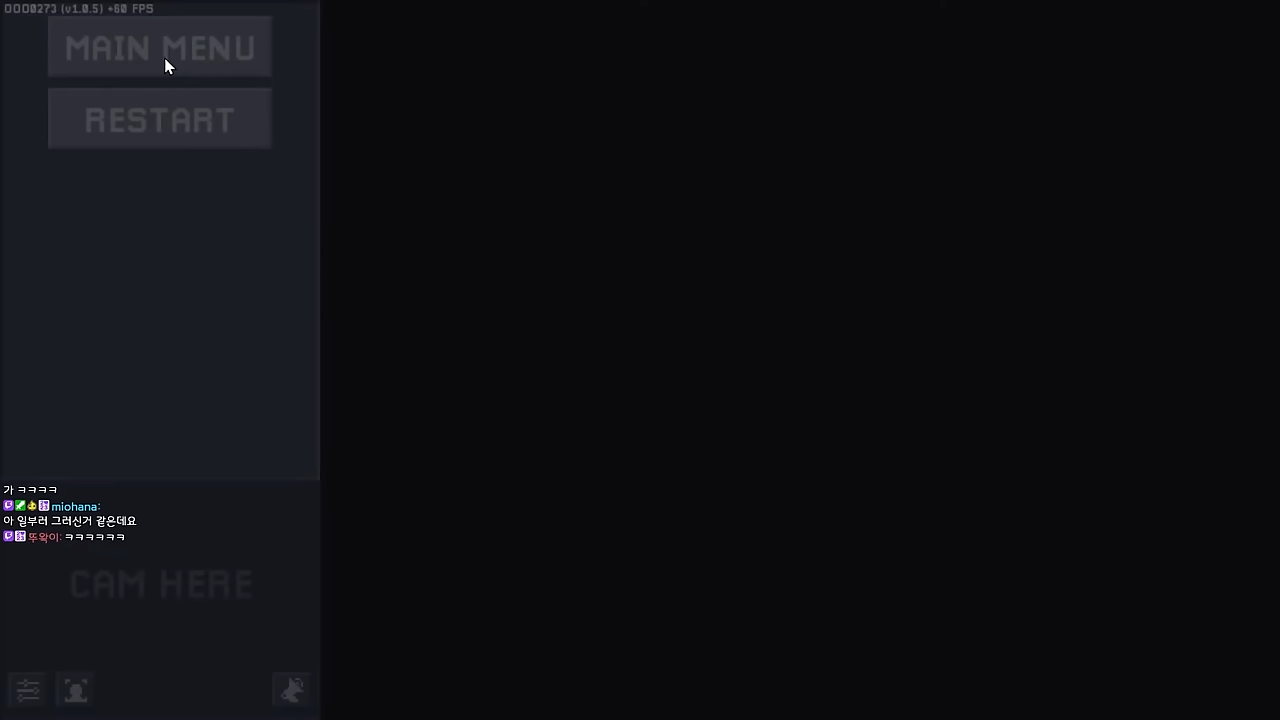 OOO0273 (v1.0.5) +60 FPS
MAIN MENU
RESTART
가 ㅋㅋㅋㅋ
miohana:
아 일부러 그러신거 같은데요
뚜왁이: ㅋㅋㅋㅋㅋㅋ
CAM HERE